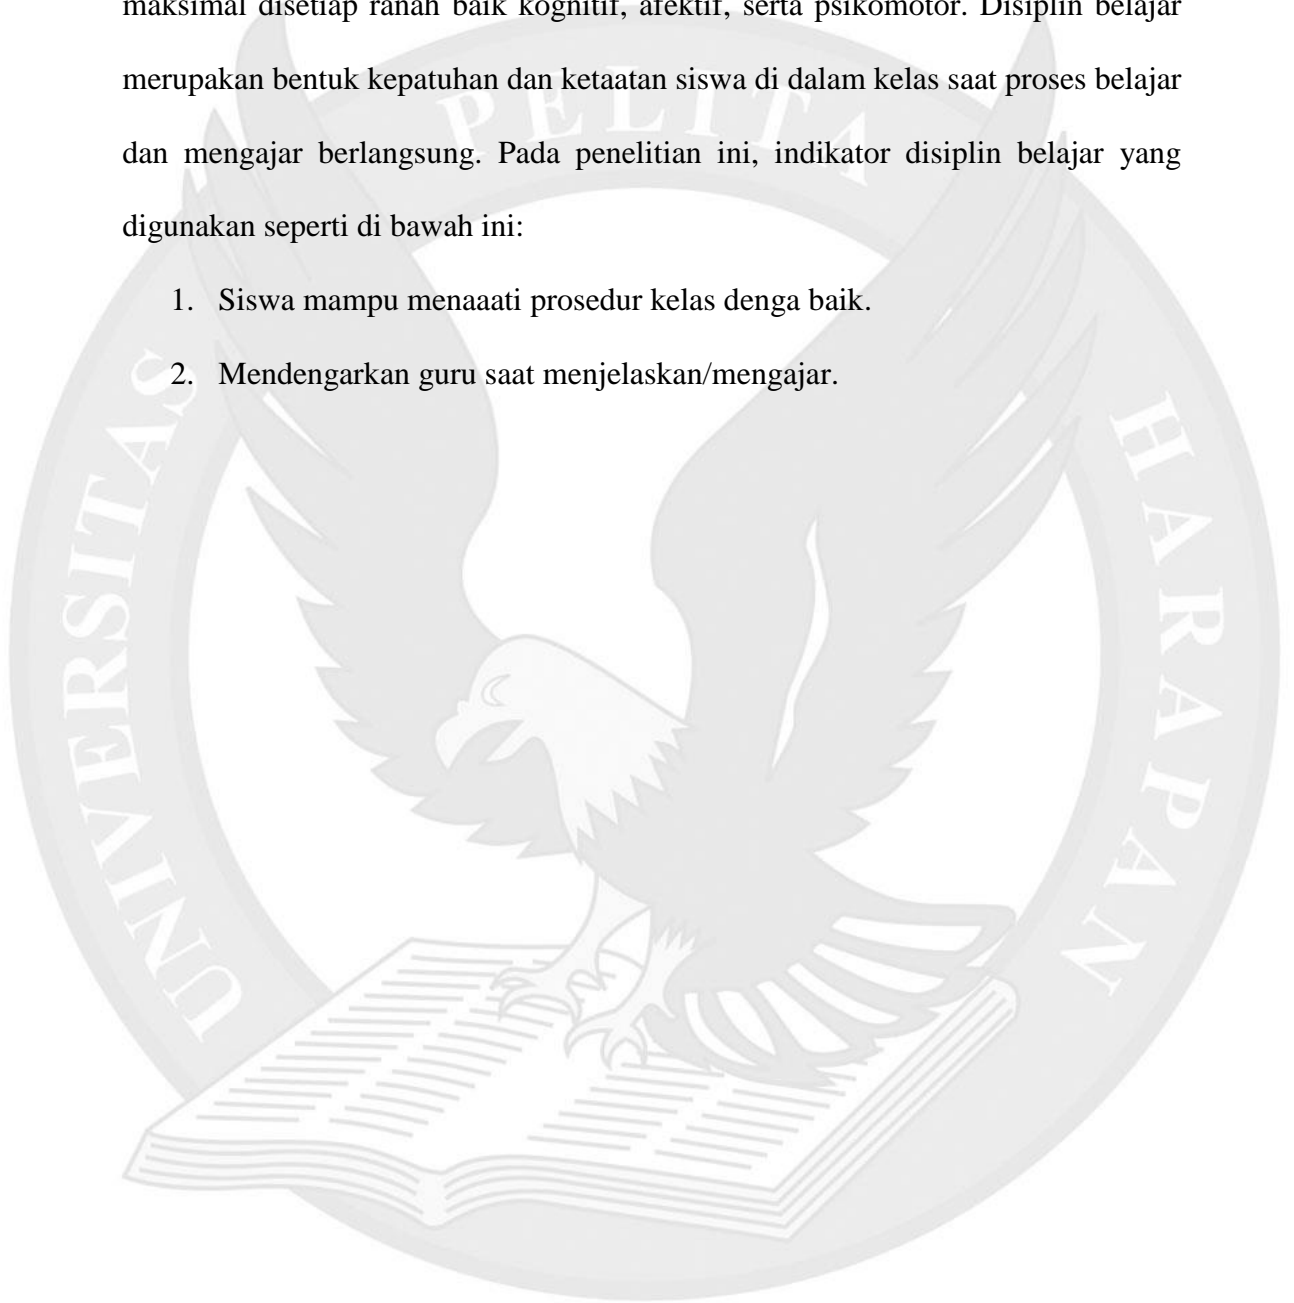 maksimal disetiap ranah baik kognitif, afektif, serta psikomotor. Disiplin belajar
merupakan bentuk kepatuhan dan ketaatan siswa di dalam kelas saat proses belajar
dan mengajar berlangsung. Pada penelitian ini, indikator disiplin belajar yang
digunakan seperti di bawah ini:
1. Siswa mampu menaaati prosedur kelas denga baik.
2. Mendengarkan guru saat menjelaskan/mengajar.
UNIVERSITAS
PELITA
HARAPAN